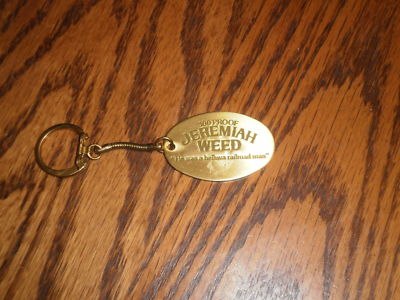 100 PROOF
JEREMIAH
WEED
"He was a helluva railroad man"